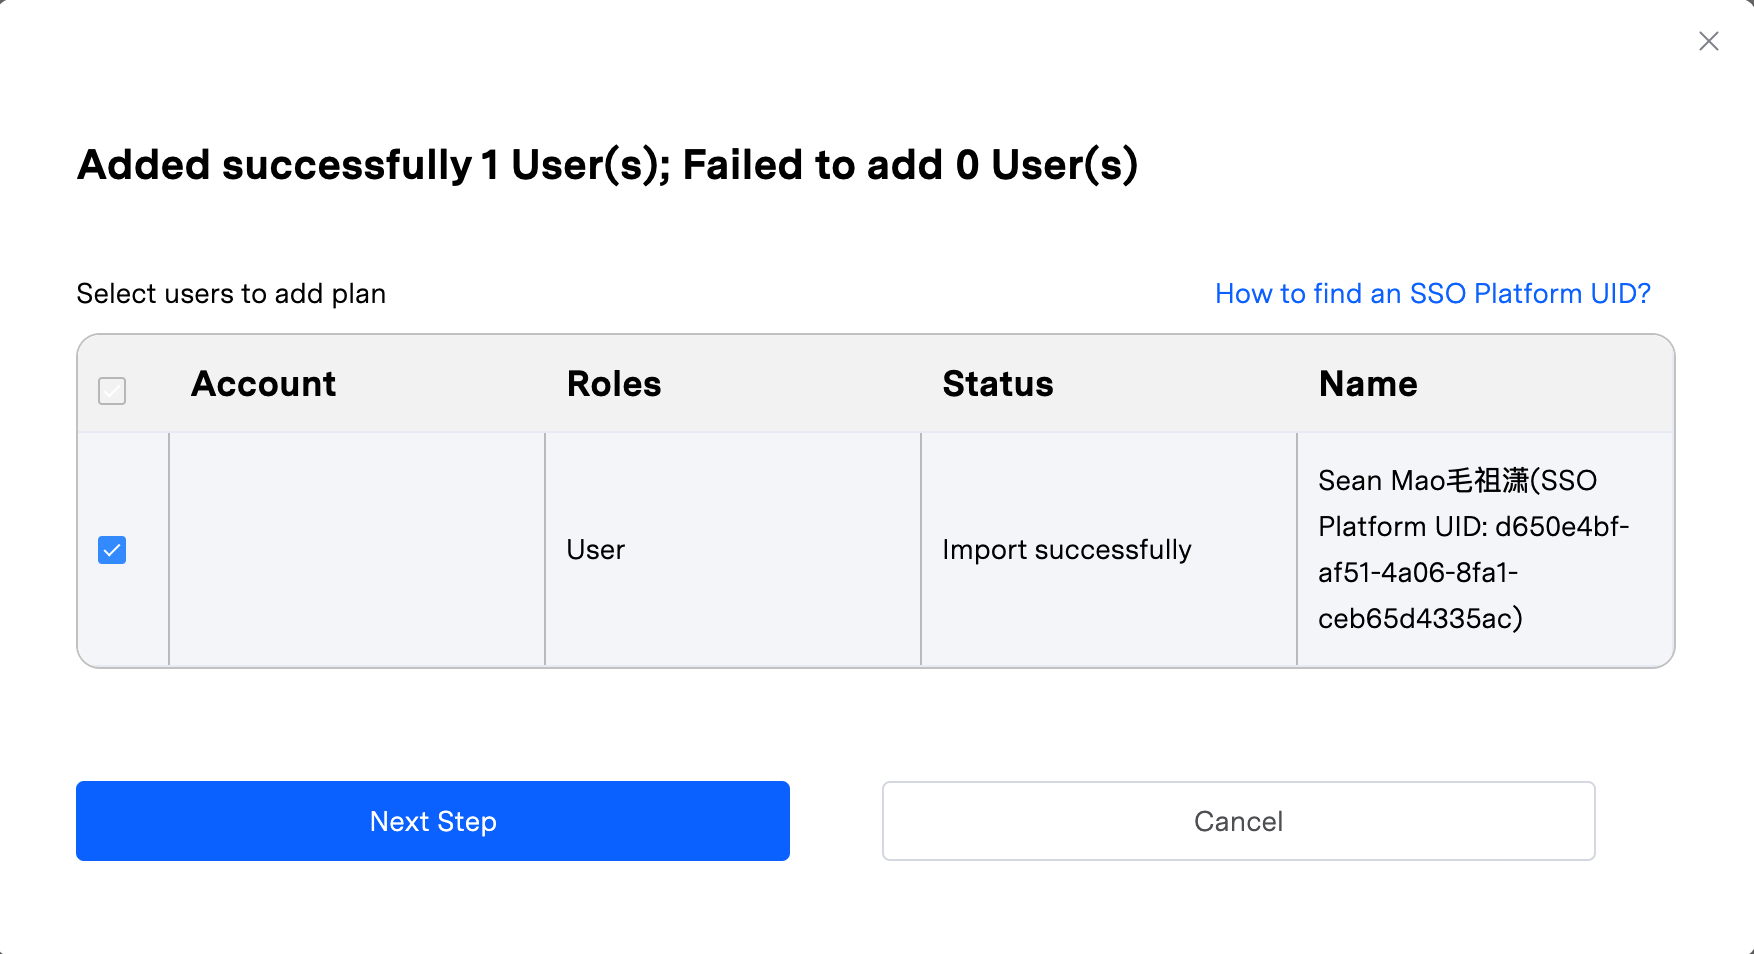 Added successfully 1 User(s); Failed to add 0 User(s)
Select users to add plan
How to find an SSO Platform UID?
Account
Roles
Status
Name
User
Import successfully
Sean Mao毛祖潇(SSO
Platform UID: d650e4bf-
af51-4a06-8fa1-
ceb65d4335ac)
Next Step
Cancel